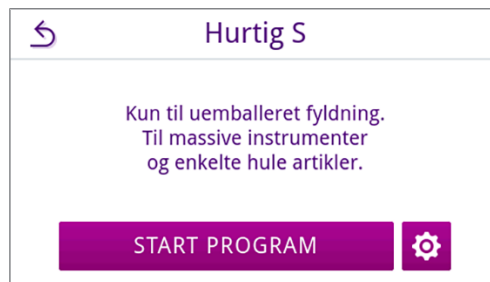 Hurtig S
Kun til uemballeret fyldning.
Til massive instrumenter
og enkelte hule artikler.
START PROGRAM